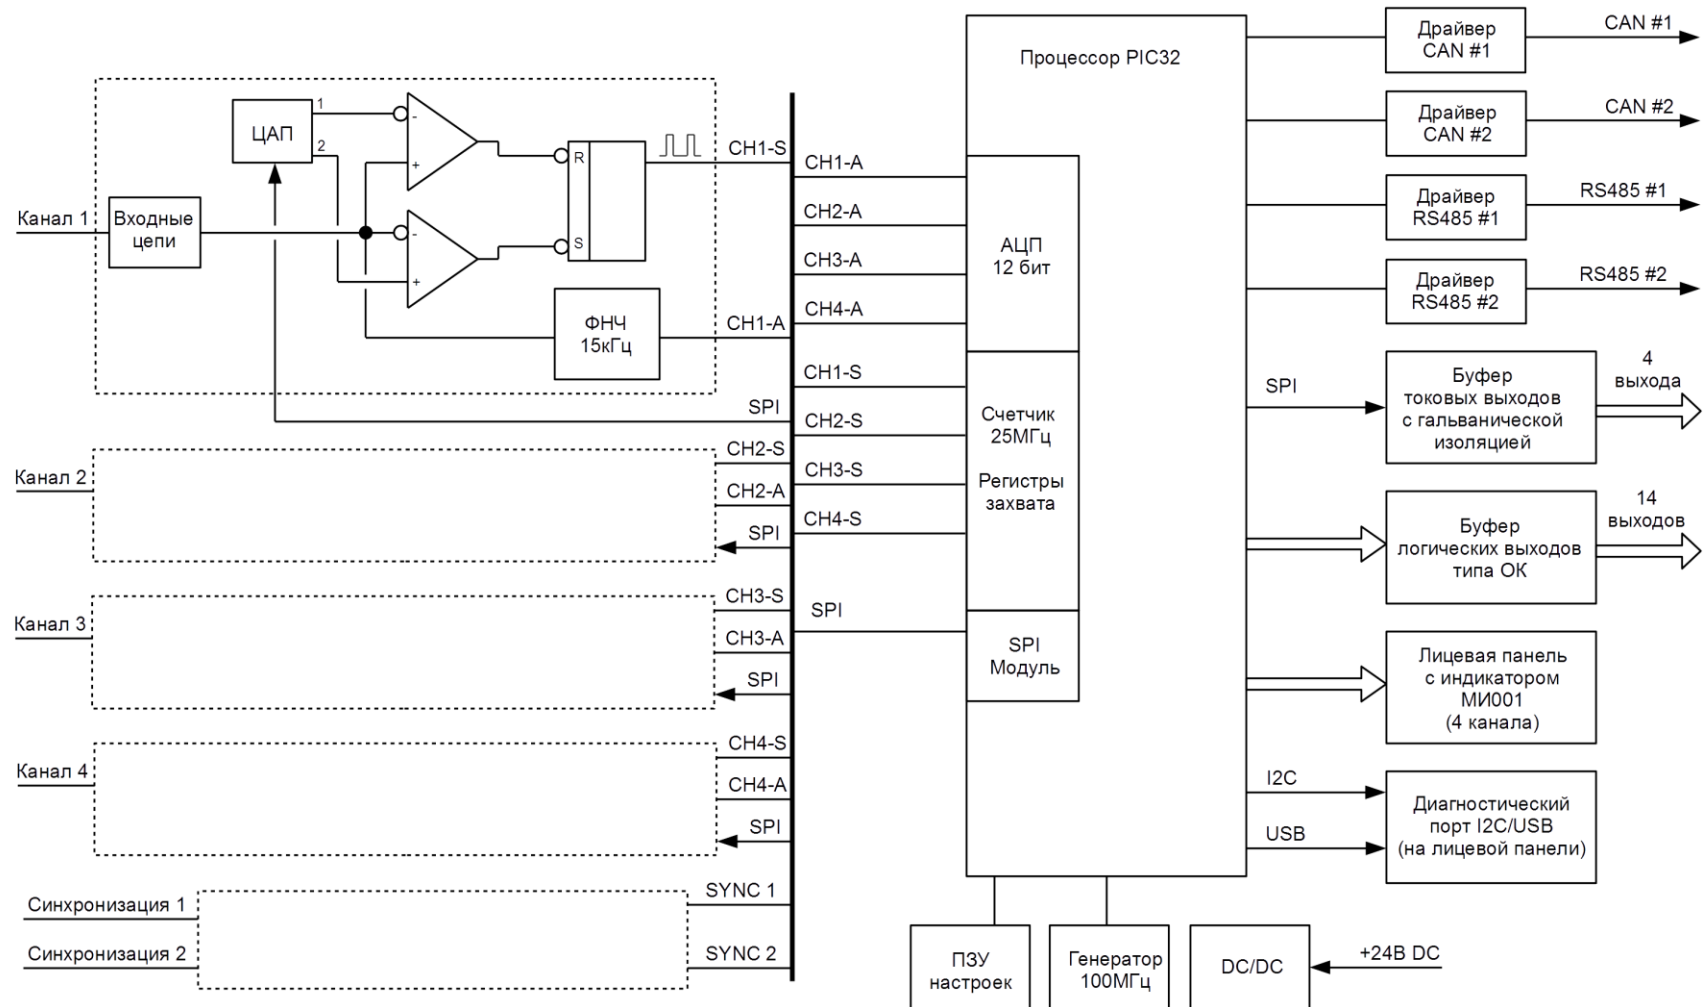 ЦАП
1
2
-
+
-
+
R
S
Канал 1
Входные
цепи
ФНЧ
15кГц
CH1-S
CH1-A
SPI
Канал 2
CH2-S
CH2-A
SPI
Канал 3
CH3-S
CH3-A
SPI
Канал 4
CH4-S
CH4-A
SPI
Синхронизация 1
Синхронизация 2
SYNC 1
SYNC 2
CH1-A
CH2-A
CH3-A
CH4-A
CH1-S
CH2-S
CH3-S
CH4-S
SPI
Процессор PIC32
АЦП
12 бит
Счетчик
25МГц
Регистры
захвата
SPI
Модуль
ПЗУ
настроек
Генератор
100МГц
DC/DC
+24В DC
Драйвер
CAN #1
CAN #1
Драйвер
CAN #2
CAN #2
Драйвер
RS485 #1
RS485 #1
Драйвер
RS485 #2
RS485 #2
SPI
Буфер
токовых выходов
с гальванической
изоляцией
4
выхода
Буфер
логических выходов
типа ОК
14
выходов
Лицевая панель
с индикатором
МИ001
(4 канала)
I2C
USB
Диагностический
порт I2C/USB
(на лицевой панели)